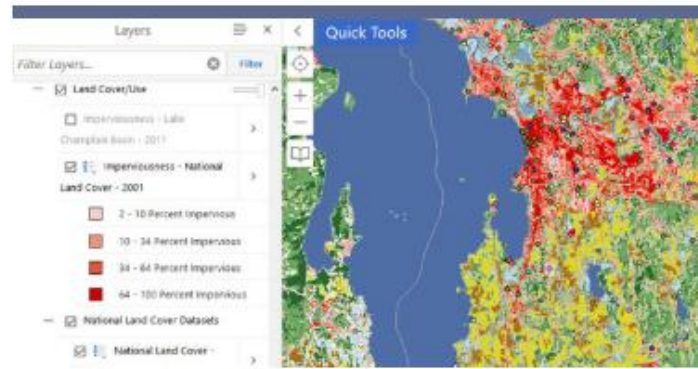 Layers
Quick Tools
Filter Layers...
Filter
Land Cover/Use
Imperviousness - Lake
Champlain Basin - 2011
Imperviousness - National
Land Cover - 2001
2 - 10 Percent Impervious
10 - 34 Percent Impervious
34 - 64 Percent Impervious
64 - 100 Percent Impervious
National Land Cover Datasets
National Land Cover -